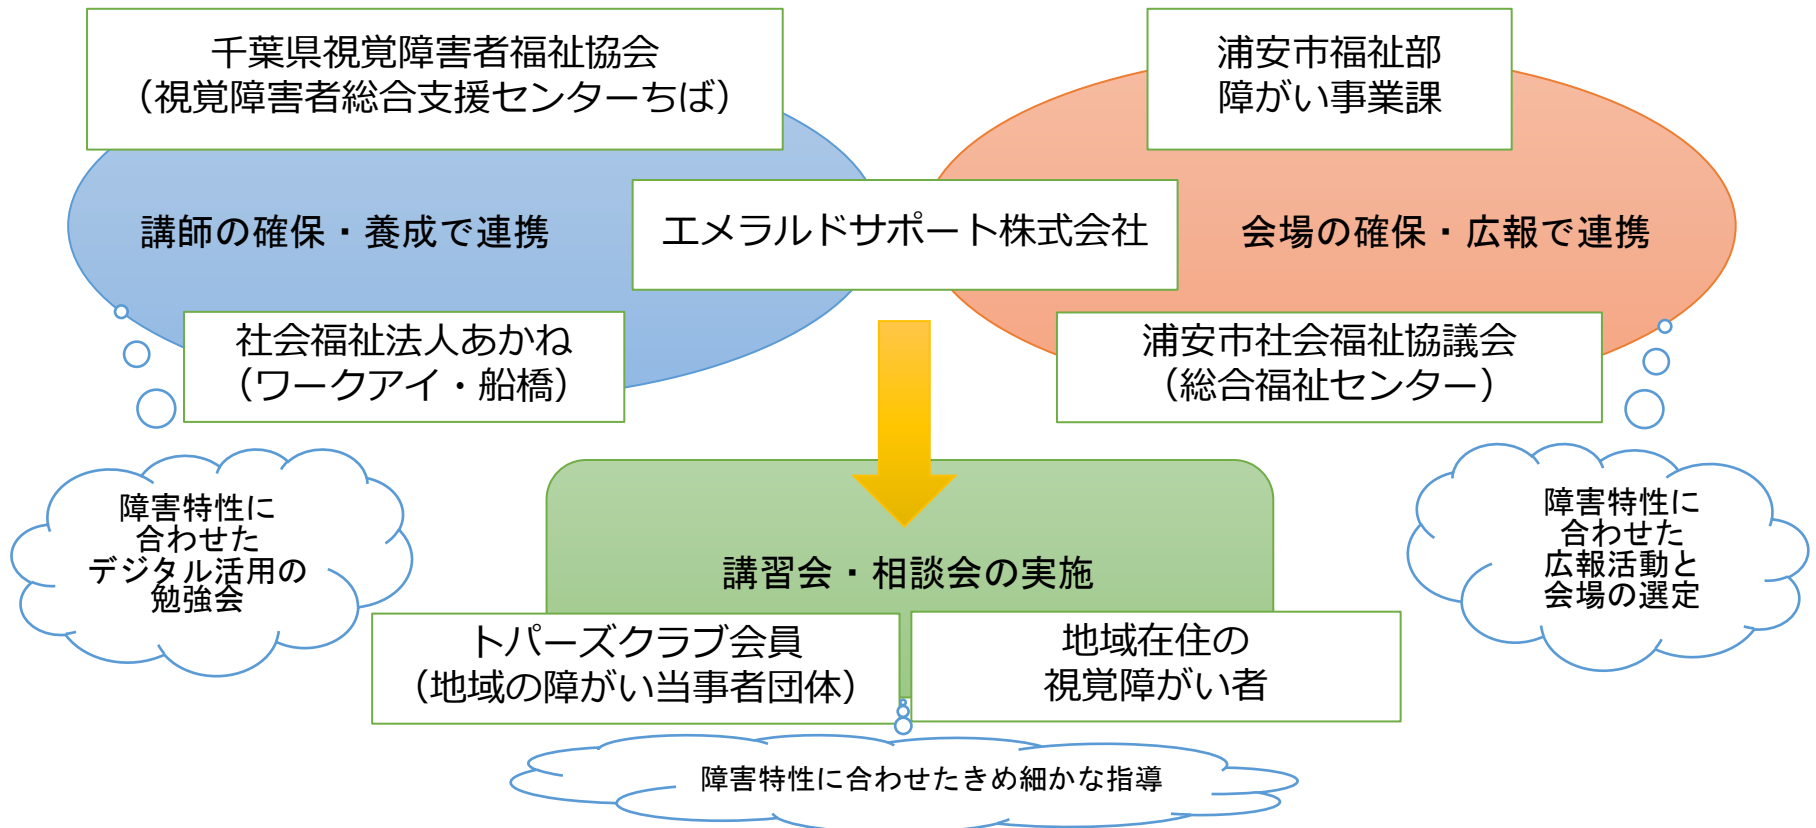 千葉県視覚障害者福祉協会
（視覚障害者総合支援センターちば）
浦安市福祉部
障がい事業課
講師の確保・養成で連携
エメラルドサポート株式会社
会場の確保・広報で連携
社会福祉法人あかね
（ワークアイ・船橋）
浦安市社会福祉協議会
（総合福祉センター）
障害特性に
合わせた
デジタル活用の
勉強会
障害特性に
合わせた
広報活動と
会場の選定
講習会・相談会の実施
トパーズクラブ会員
（地域の障がい当事者団体）
地域在住の
視覚障がい者
障害特性に合わせたきめ細かな指導